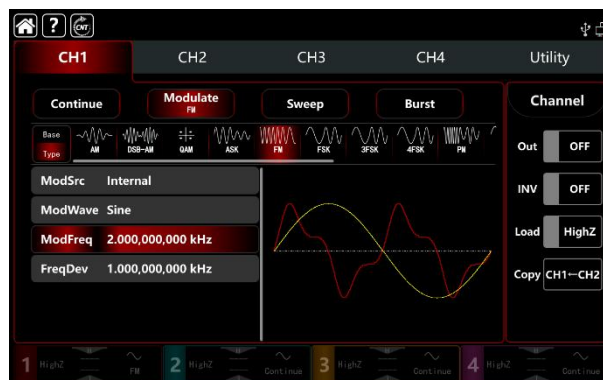 ? CNT
CH1 CH2 CH3 CH4 Utility
Continue Modulate FM Sweep Burst Channel
Base Type AM DSB-AM QAM ASK FM FSK 3FSK 4FSK PM
Out OFF
ModSrc Internal
INV OFF
ModWave Sine
ModFreq 2.000,000,000 kHz
Load HighZ
FreqDev 1.000,000,000 kHz
Copy CH1←CH2
1 HighZ FM 2 HighZ Continue 3 HighZ Continue 4 HighZ Continue